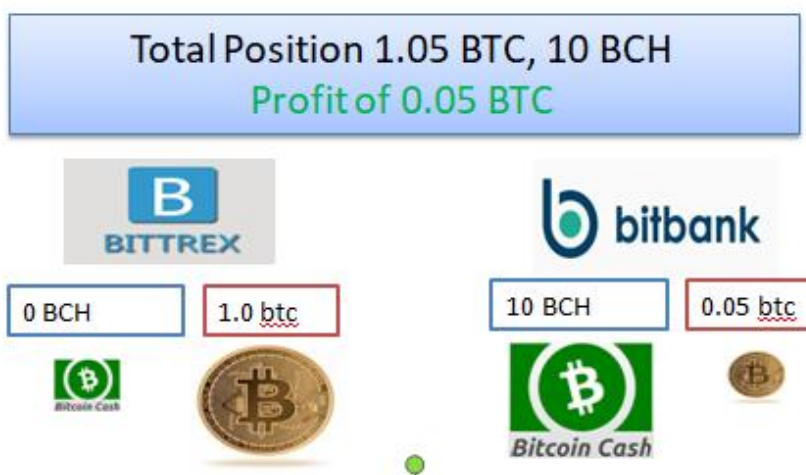 Total Position 1.05 BTC, 10 BCH
Profit of 0.05 BTC
B
BITTREX
bitbank
0 BCH
1.0 btc
10 BCH
0.05 btc
Bitcoin Cash
Bitcoin Cash